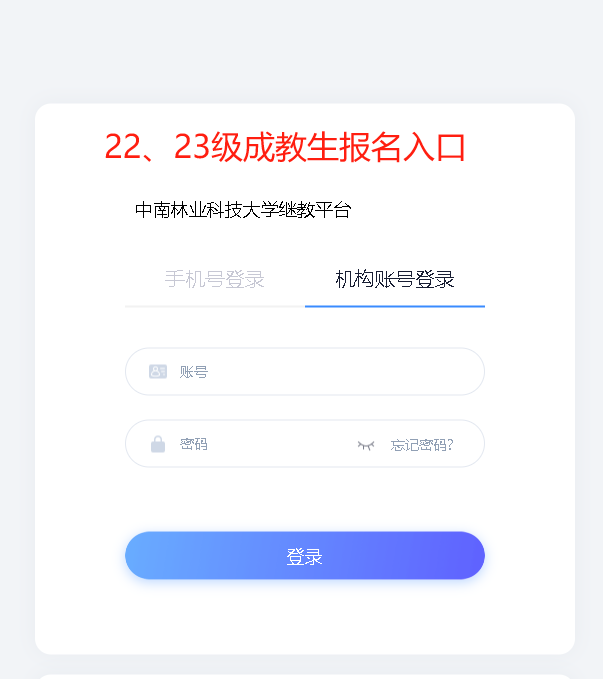 22、23级成教生报名入口
中南林业科技大学继教平台
手机号登录 机构账号登录
账号
密码 忘记密码?
登录